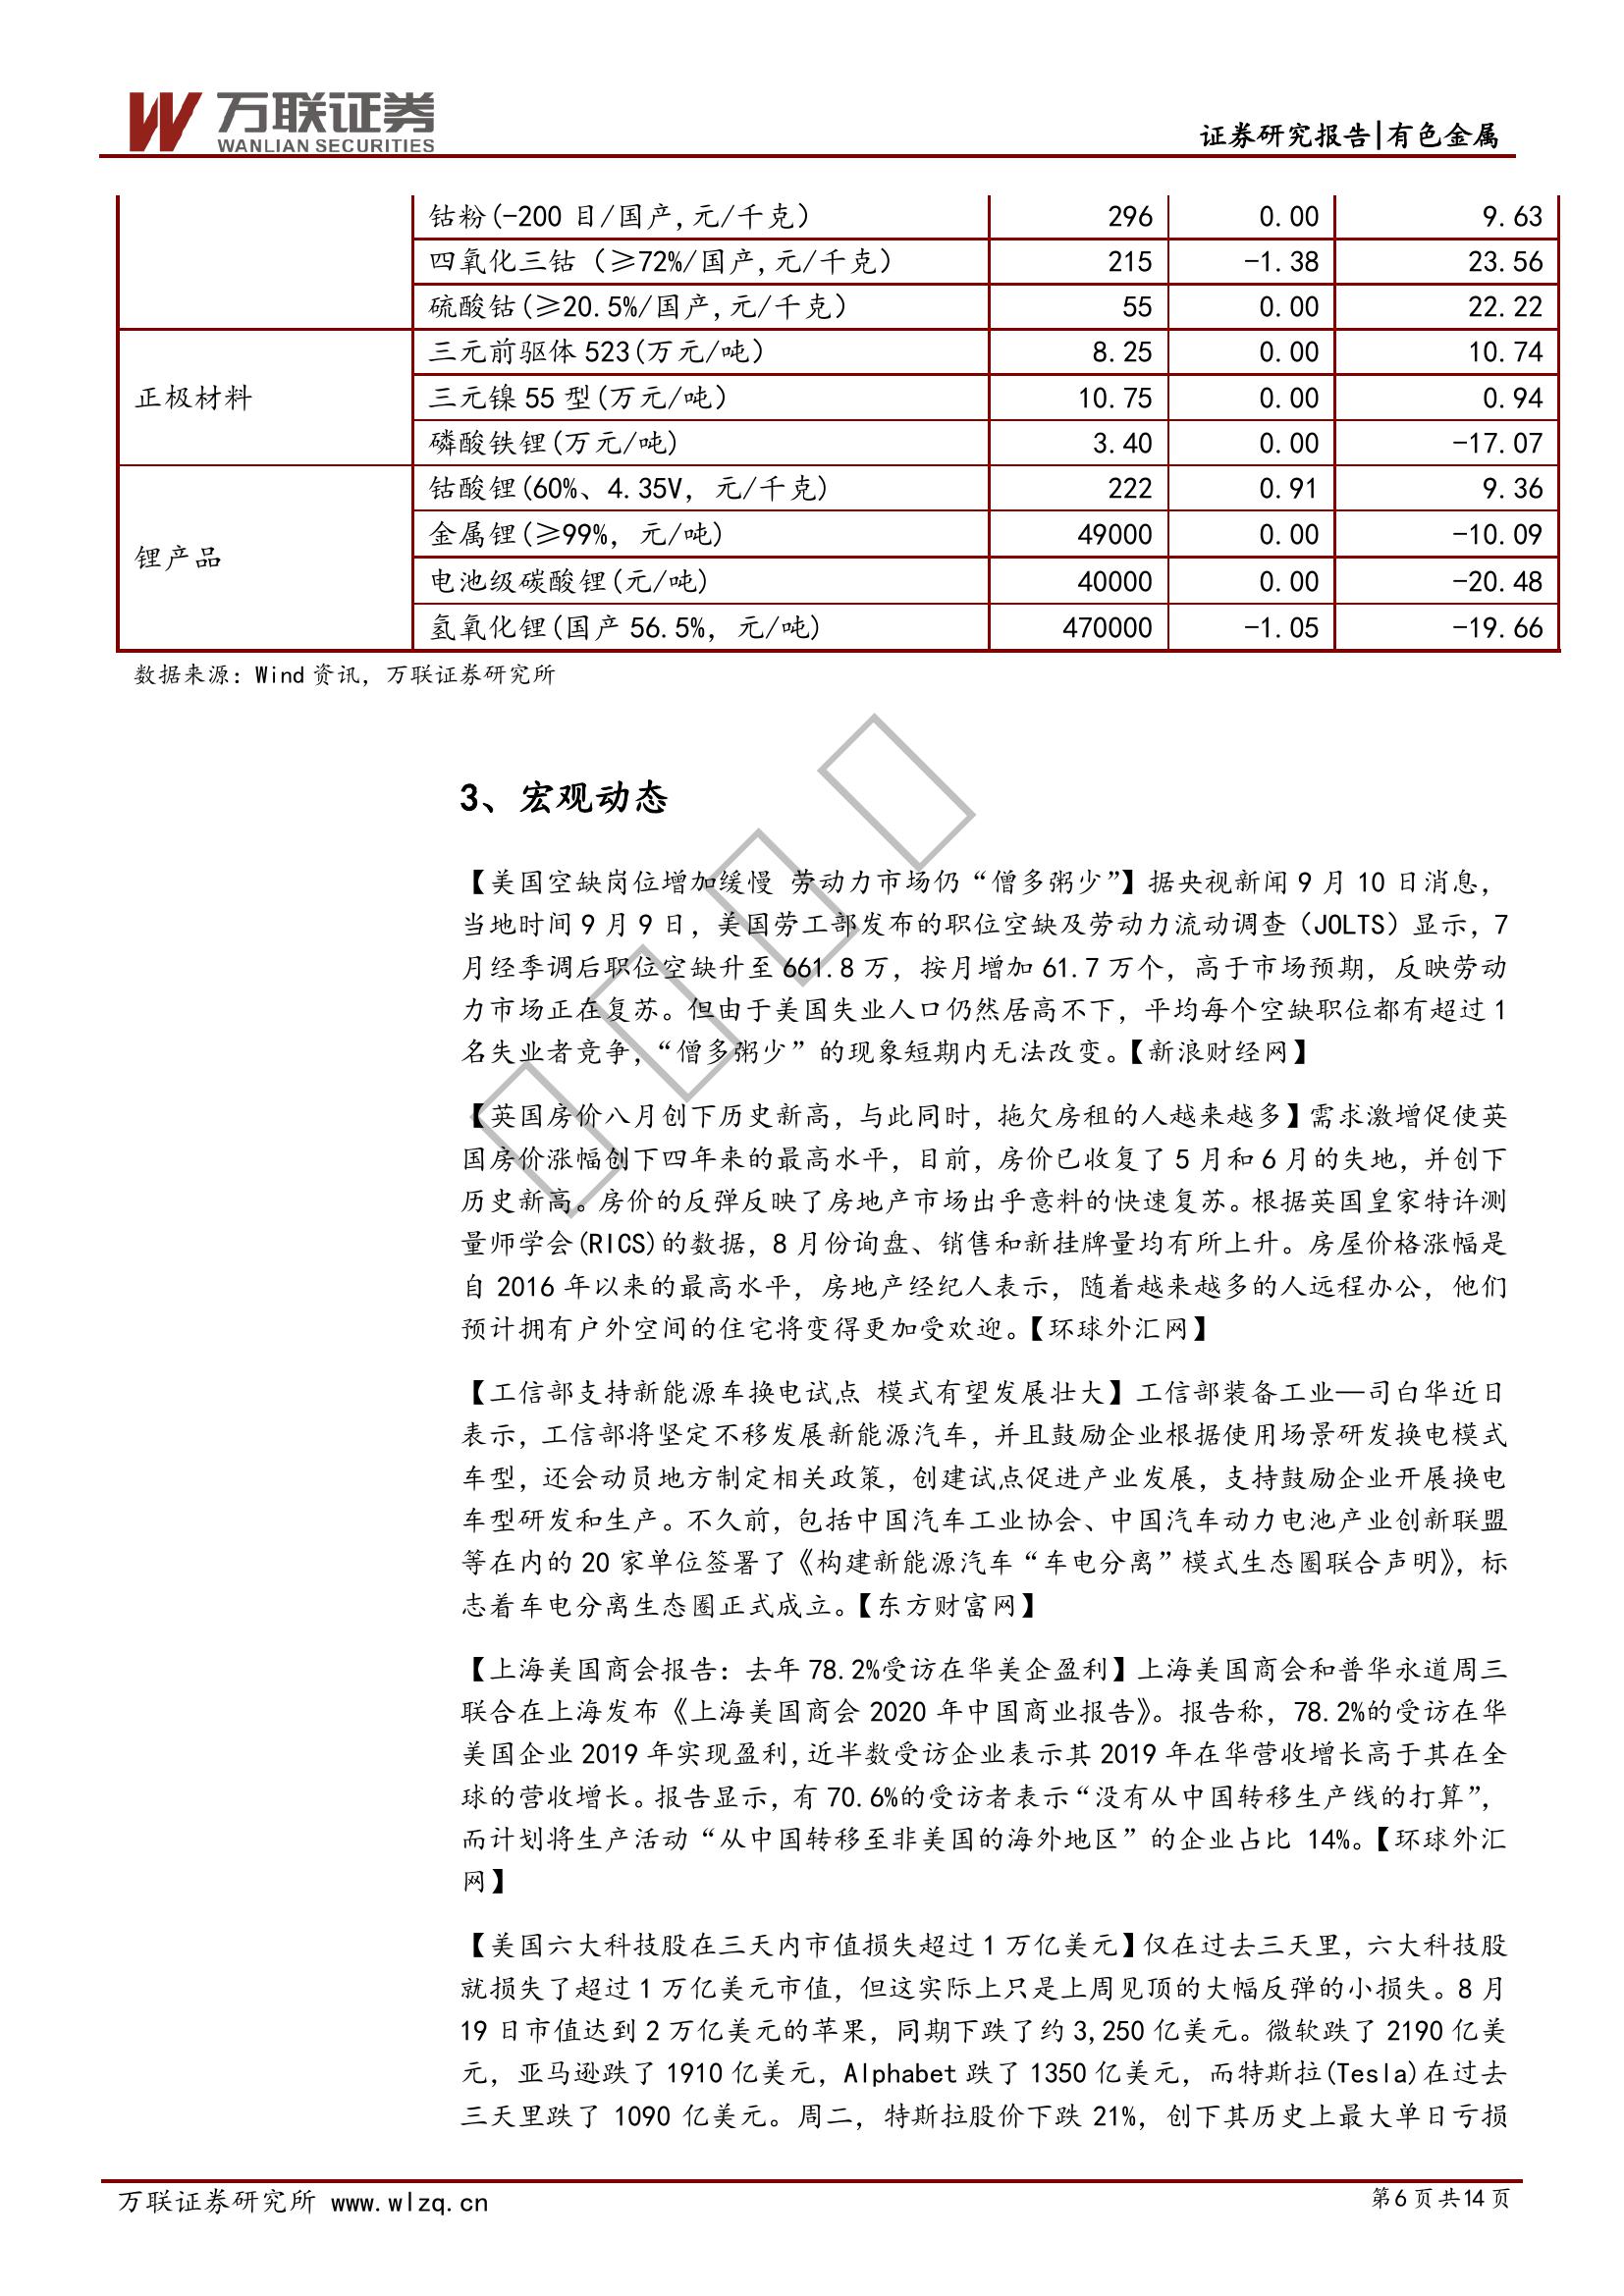 万联证券
WANLIAN SECURITIES
证券研究报告|有色金属
钴粉(-200 目/国产,元/千克) 296 0.00 9.63
四氧化三钴 (≥72%/国产,元/千克) 215 -1.38 23.56
硫酸钴(≥20.5%/国产,元/千克) 55 0.00 22.22
正极材料 三元前驱体 523(万元/吨) 8.25 0.00 10.74
三元镍 55 型(万元/吨) 10.75 0.00 0.94
磷酸铁锂(万元/吨) 3.40 0.00 -17.07
锂产品 钴酸锂(60%、4.35V, 元/千克) 222 0.91 9.36
金属锂(≥99%, 元/吨) 49000 0.00 -10.09
电池级碳酸锂(元/吨) 40000 0.00 -20.48
氢氧化锂(国产 56.5%, 元/吨) 470000 -1.05 -19.66
数据来源：Wind 资讯，万联证券研究所
3、宏观动态
【美国空缺岗位增加缓慢 劳动力市场仍“僧多粥少”】据央视新闻 9 月 10 日消息，
当地时间 9 月 9 日，美国劳工部发布的职位空缺及劳动力流动调查（JOLTS）显示，7
月经季调后职位空缺升至 661.8 万，按月增加 61.7 万个，高于市场预期，反映劳动
力市场正在复苏。但由于美国失业人口仍然居高不下，平均每个空缺职位都有超过 1
名失业者竞争，“僧多粥少”的现象短期内无法改变。【新浪财经网】
【英国房价八月创下历史新高，与此同时，拖欠房租的人越来越多】需求激增促使英
国房价涨幅创下四年来的最高水平，目前，房价已收复了 5 月和 6 月的失地，并创下
历史新高。房价的反弹反映了房地产市场出乎意料的快速复苏。根据英国皇家特许测
量师学会(RICS)的数据，8 月份询盘、销售和新挂牌量均有所上升。房屋价格涨幅是
自 2016 年以来的最高水平，房地产经纪人表示，随着越来越多的人远程办公，他们
预计拥有户外空间的住宅将变得更加受欢迎。【环球外汇网】
【工信部支持新能源车换电试点 模式有望发展壮大】工信部装备工业一司白华近日
表示，工信部将坚定不移发展新能源汽车，并且鼓励企业根据使用场景研发换电模式
车型，还会动员地方制定相关政策，创建试点促进产业发展，支持鼓励企业开展换电
车型研发和生产。不久前，包括中国汽车工业协会、中国汽车动力电池产业创新联盟
等在内的 20 家单位签署了《构建新能源汽车“车电分离”模式生态圈联合声明》，标
志着车电分离生态圈正式成立。【东方财富网】
【上海美国商会报告：去年 78.2%受访在华美企盈利】上海美国商会和普华永道周三
联合在上海发布《上海美国商会 2020 年中国商业报告》。报告称，78.2%的受访在华
美国企业 2019 年实现盈利,近半数受访企业表示其 2019 年在华营收增长高于其在全
球的营收增长。报告显示，有 70.6%的受访者表示“没有从中国转移生产线的打算”，
而计划将生产活动“从中国转移至非美国的海外地区”的企业占比 14%。【环球外汇
网】
【美国六大科技股在三天内市值损失超过 1 万亿美元】仅在过去三天里，六大科技股
就损失了超过 1 万亿美元市值，但这实际上只是上周见顶的大幅反弹的小损失。8 月
19 日市值达到 2 万亿美元的苹果，同期下跌了约 3,250 亿美元。微软跌了 2190 亿美
元，亚马逊跌了 1910 亿美元，Alphabet 跌了 1350 亿美元，而特斯拉(Tesla)在过去
三天里跌了 1090 亿美元。周二，特斯拉股价下跌 21%，创下其历史上最大单日亏损
万联证券研究所 www.wlzq.cn
第 6 页 共 14 页